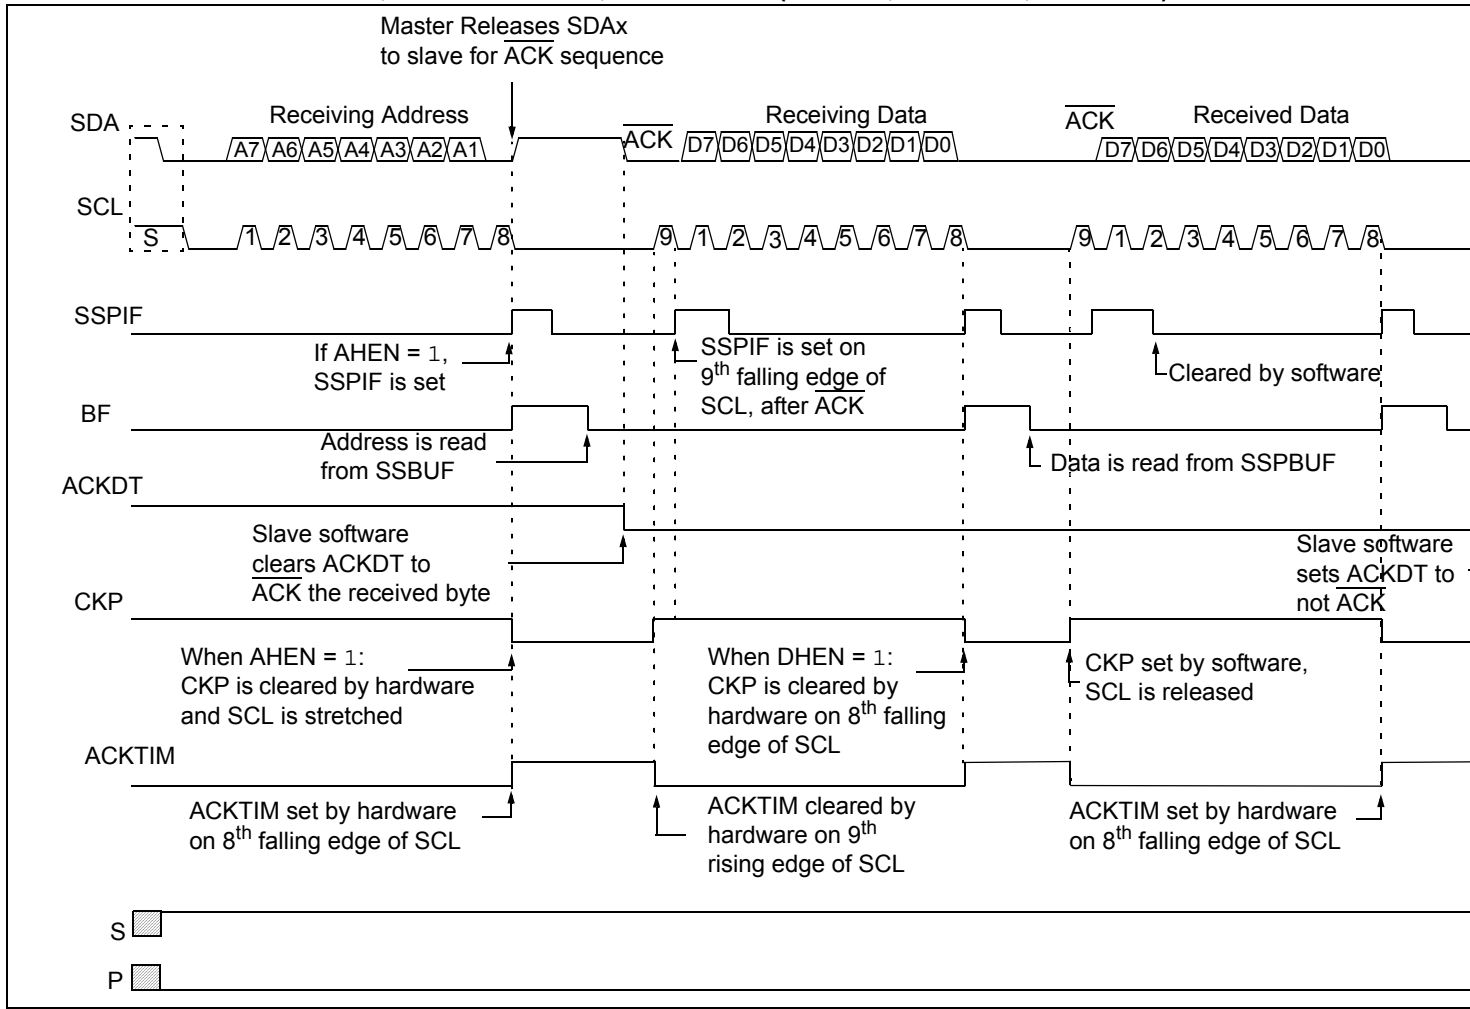 Master Releases SDAx
to slave for ACK sequence
SDA
Receiving Address
ACK
Receiving Data
ACK
Received Data
A7 A6 A5 A4 A3 A2 A1
D7 D6 D5 D4 D3 D2 D1 D0
D7 D6 D5 D4 D3 D2 D1 D0
SCL
S
1 2 3 4 5 6 7 8
9 1 2 3 4 5 6 7 8
9 1 2 3 4 5 6 7 8
SSPIF
If AHEN = 1,
SSPIF is set
SSPIF is set on
9th falling edge of
SCL, after ACK
Cleared by software
BF
Address is read
from SSBUF
Data is read from SSPBUF
ACKDT
Slave software
clears ACKDT to
ACK the received byte
Slave software
sets ACKDT to
not ACK
CKP
When AHEN = 1:
CKP is cleared by hardware
and SCL is stretched
When DHEN = 1:
CKP is cleared by
hardware on 8th falling
edge of SCL
CKP set by software,
SCL is released
ACKTIM
ACKTIM set by hardware
on 8th falling edge of SCL
ACKTIM cleared by
hardware on 9th
rising edge of SCL
ACKTIM set by hardware
on 8th falling edge of SCL
S
P